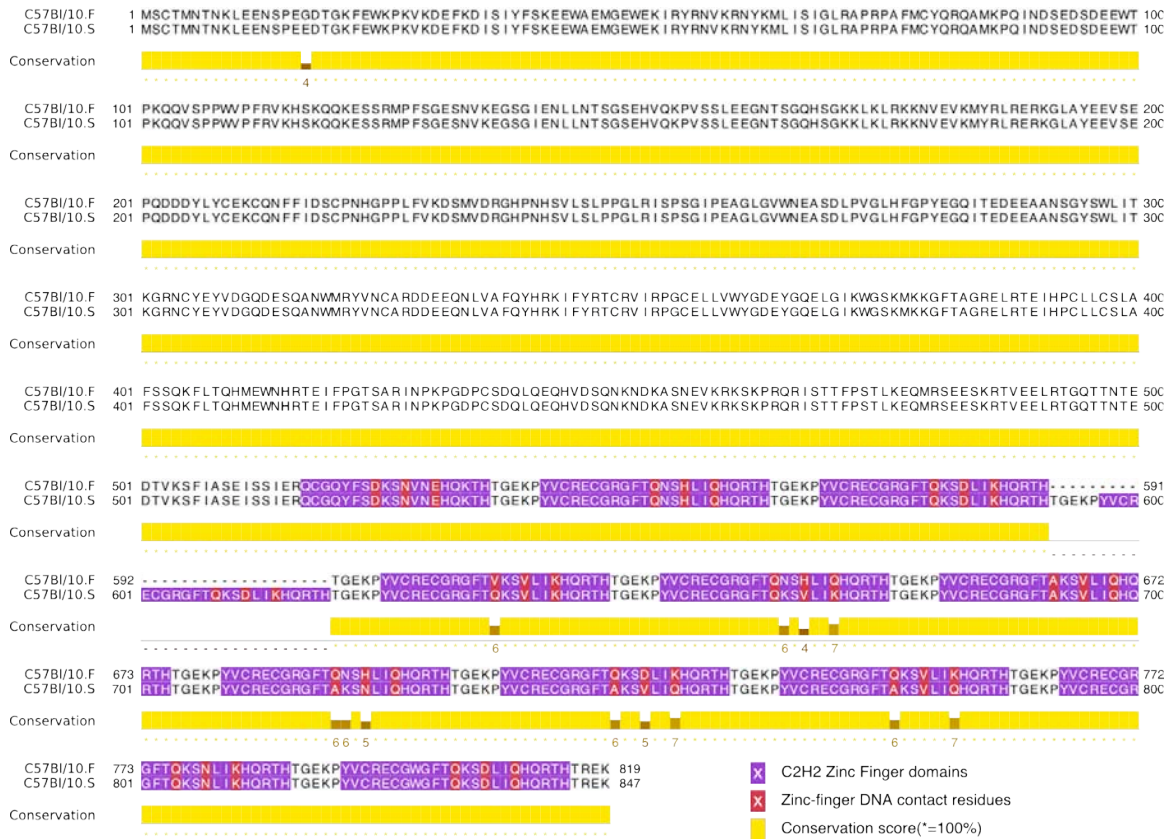 C57Bl/10.F 1 MSCTMNTNKLEENSPEGDTGKFEWKPKVKDEFKDISIYFSKEEWAEMGEWEKIRYRNVKRNYKMLISIGLRAPRPAFMCYQRQAMKPQINDSEDSDEEWT 100
C57Bl/10.S 1 MSCTMNTNKLEENSPEEDTGKFEWKPKVKDEFKDISIYFSKEEWAEMGEWEKIRYRNVKRNYKMLISIGLRAPRPAFMCYQRQAMKPQINDSEDSDEEWT 100
Conservation
4
C57Bl/10.F 101 PKQQVSPPWVPFRVKHSKQQKESSRMPFSGESNVKEGSGIENLLNTSGSEHVQKPVSSLEEGNTSGQHSGKKLKLRKKNVEVKMYRLRERKGLAYEEVSE 200
C57Bl/10.S 101 PKQQVSPPWVPFRVKHSKQQKESSRMPFSGESNVKEGSGIENLLNTSGSEHVQKPVSSLEEGNTSGQHSGKKLKLRKKNVEVKMYRLRERKGLAYEEVSE 200
Conservation
C57Bl/10.F 201 PQDDDYLYCEKCQNFFIDSCPNHGPPLFVKDSMVDRGHPNHSVLSLPPGLRISPSGIPEAGLGVWNEASDLPVGLHFGPYEGQITEDEEAANSGYSWLIT 300
C57Bl/10.S 201 PQDDDYLYCEKCQNFFIDSCPNHGPPLFVKDSMVDRGHPNHSVLSLPPGLRISPSGIPEAGLGVWNEASDLPVGLHFGPYEGQITEDEEAANSGYSWLIT 300
Conservation
C57Bl/10.F 301 KGRNCYEYVDGQDESQANWMRYVNCARDDEEQNLVAFQYHRKIFYRTCRVIRPGCELLVWYGDEYGQELGIKWGSKMKKGFTAGRELRTEIHPCLLCSLA 400
C57Bl/10.S 301 KGRNCYEYVDGQDESQANWMRYVNCARDDEEQNLVAFQYHRKIFYRTCRVIRPGCELLVWYGDEYGQELGIKWGSKMKKGFTAGRELRTEIHPCLLCSLA 400
Conservation
C57Bl/10.F 401 FSSQKFLTQHMEWNHRTEIFPGTSARINPKPGDPCSDQLQEQHVDSQNKNDKASNEVKRKSKPRQRISTTFPSTLKEQMRSEESKRTVEELRTGQTTNTE 500
C57Bl/10.S 401 FSSQKFLTQHMEWNHRTEIFPGTSARINPKPGDPCSDQLQEQHVDSQNKNDKASNEVKRKSKPRQRISTTFPSTLKEQMRSEESKRTVEELRTGQTTNTE 500
Conservation
C57Bl/10.F 501 DTVKSFIASEISSIERQCGQYFSDKSNVNEHQKTHTGEKPYVCRECGRGFTQNSHLIQHQRTHTGEKPYVCRECGRGFTQKSDLIKHQRTH--------- 591
C57Bl/10.S 501 DTVKSFIASEISSIERQCGQYFSDKSNVNEHQKTHTGEKPYVCRECGRGFTQNSHLIQHQRTHTGEKPYVCRECGRGFTQKSDLIKHQRTHTGEKPYVCR 600
Conservation
C57Bl/10.F 592 -------------------TGEKPYVCRECGRGFTVKSVLIKHQRTHTGEKPYVCRECGRGFTQNSHLIQHQRTHTGEKPYVCRECGRGFTAKSVLIQHQ 672
C57Bl/10.S 601 ECGRGFTQKSDLIKHQRTHTGEKPYVCRECGRGFTQKSVLIKHQRTHTGEKPYVCRECGRGFTQKSVLIKHQRTHTGEKPYVCRECGRGFTAKSVLIQHQ 700
Conservation
6 6 4 7
C57Bl/10.F 673 RTHTGEKPYVCRECGRGFTQNSHLIQHQRTHTGEKPYVCRECGRGFTQKSDLIKHQRTHTGEKPYVCRECGRGFTQKSVLIKHQRTHTGEKPYVCRECGR 772
C57Bl/10.S 701 RTHTGEKPYVCRECGRGFTAKSNLIQHQRTHTGEKPYVCRECGRGFTAKSVLIQHQRTHTGEKPYVCRECGRGFTAKSVLIQHQRTHTGEKPYVCRECGR 800
Conservation
66 5 6 5 7 6 7
C57Bl/10.F 773 GFTQKSNLIKHQRTHTGEKPYVCRECGWGFTQKSDLIQHQRTHTREK 819
C57Bl/10.S 801 GFTQKSNLIKHQRTHTGEKPYVCRECGWGFTQKSDLIQHQRTHTREK 847
Conservation
X C2H2 Zinc Finger domains
X Zinc-finger DNA contact residues
Conservation score(*=100%)